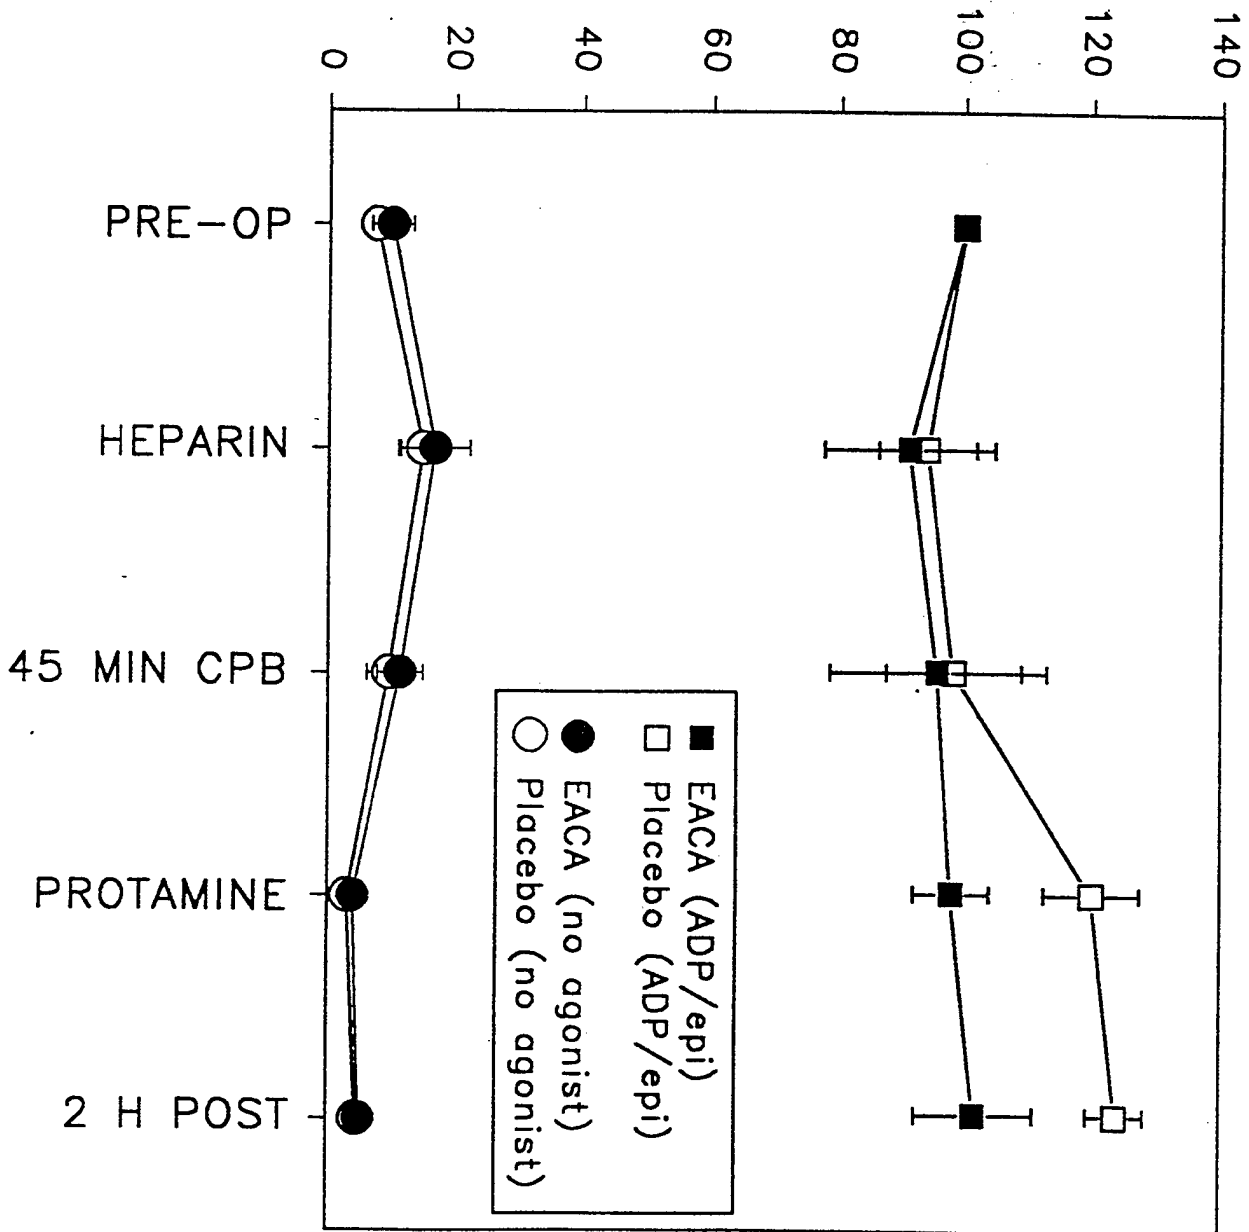 0
20
40
60
80
100
120
140
PRE-OP
HEPARIN
45 MIN CPB
PROTAMINE
2 H POST
EACA (ADP/epi)
Placebo (ADP/epi)
EACA (no agonist)
Placebo (no agonist)